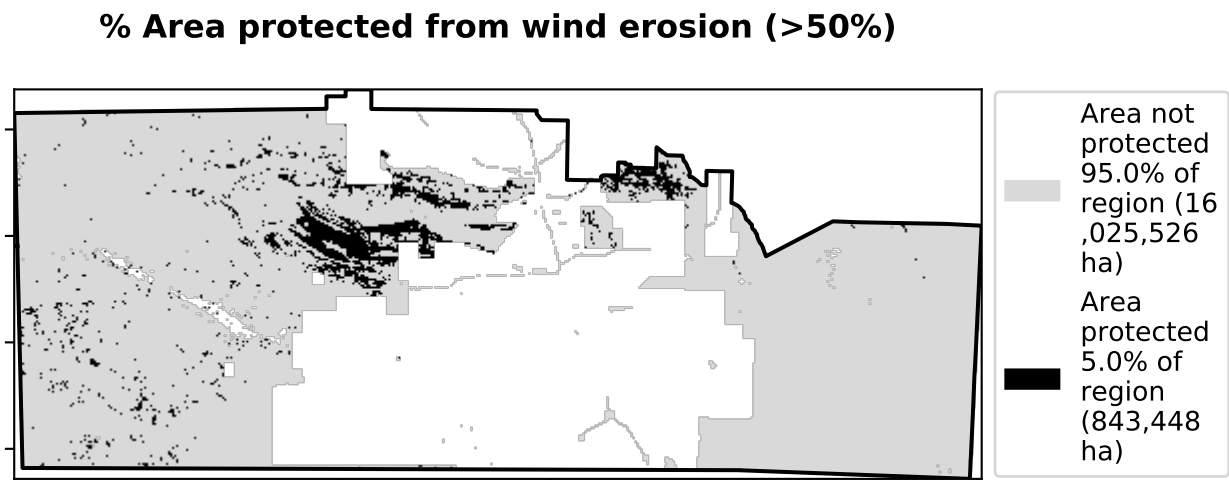 % Area protected from wind erosion (>50%)
Area not
protected
95.0% of
region (16
,025,526
ha)
Area
protected
5.0% of
region
(843,448
ha)